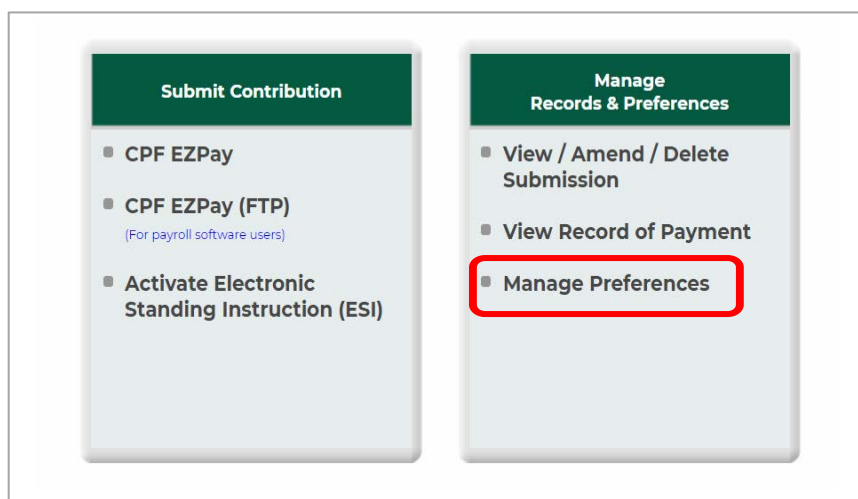 Submit Contribution
CPF EZPay
CPF EZPay (FTP)
(For payroll software users)
Activate Electronic
Standing Instruction (ESI)
Manage
Records & Preferences
View / Amend / Delete
Submission
View Record of Payment
Manage Preferences